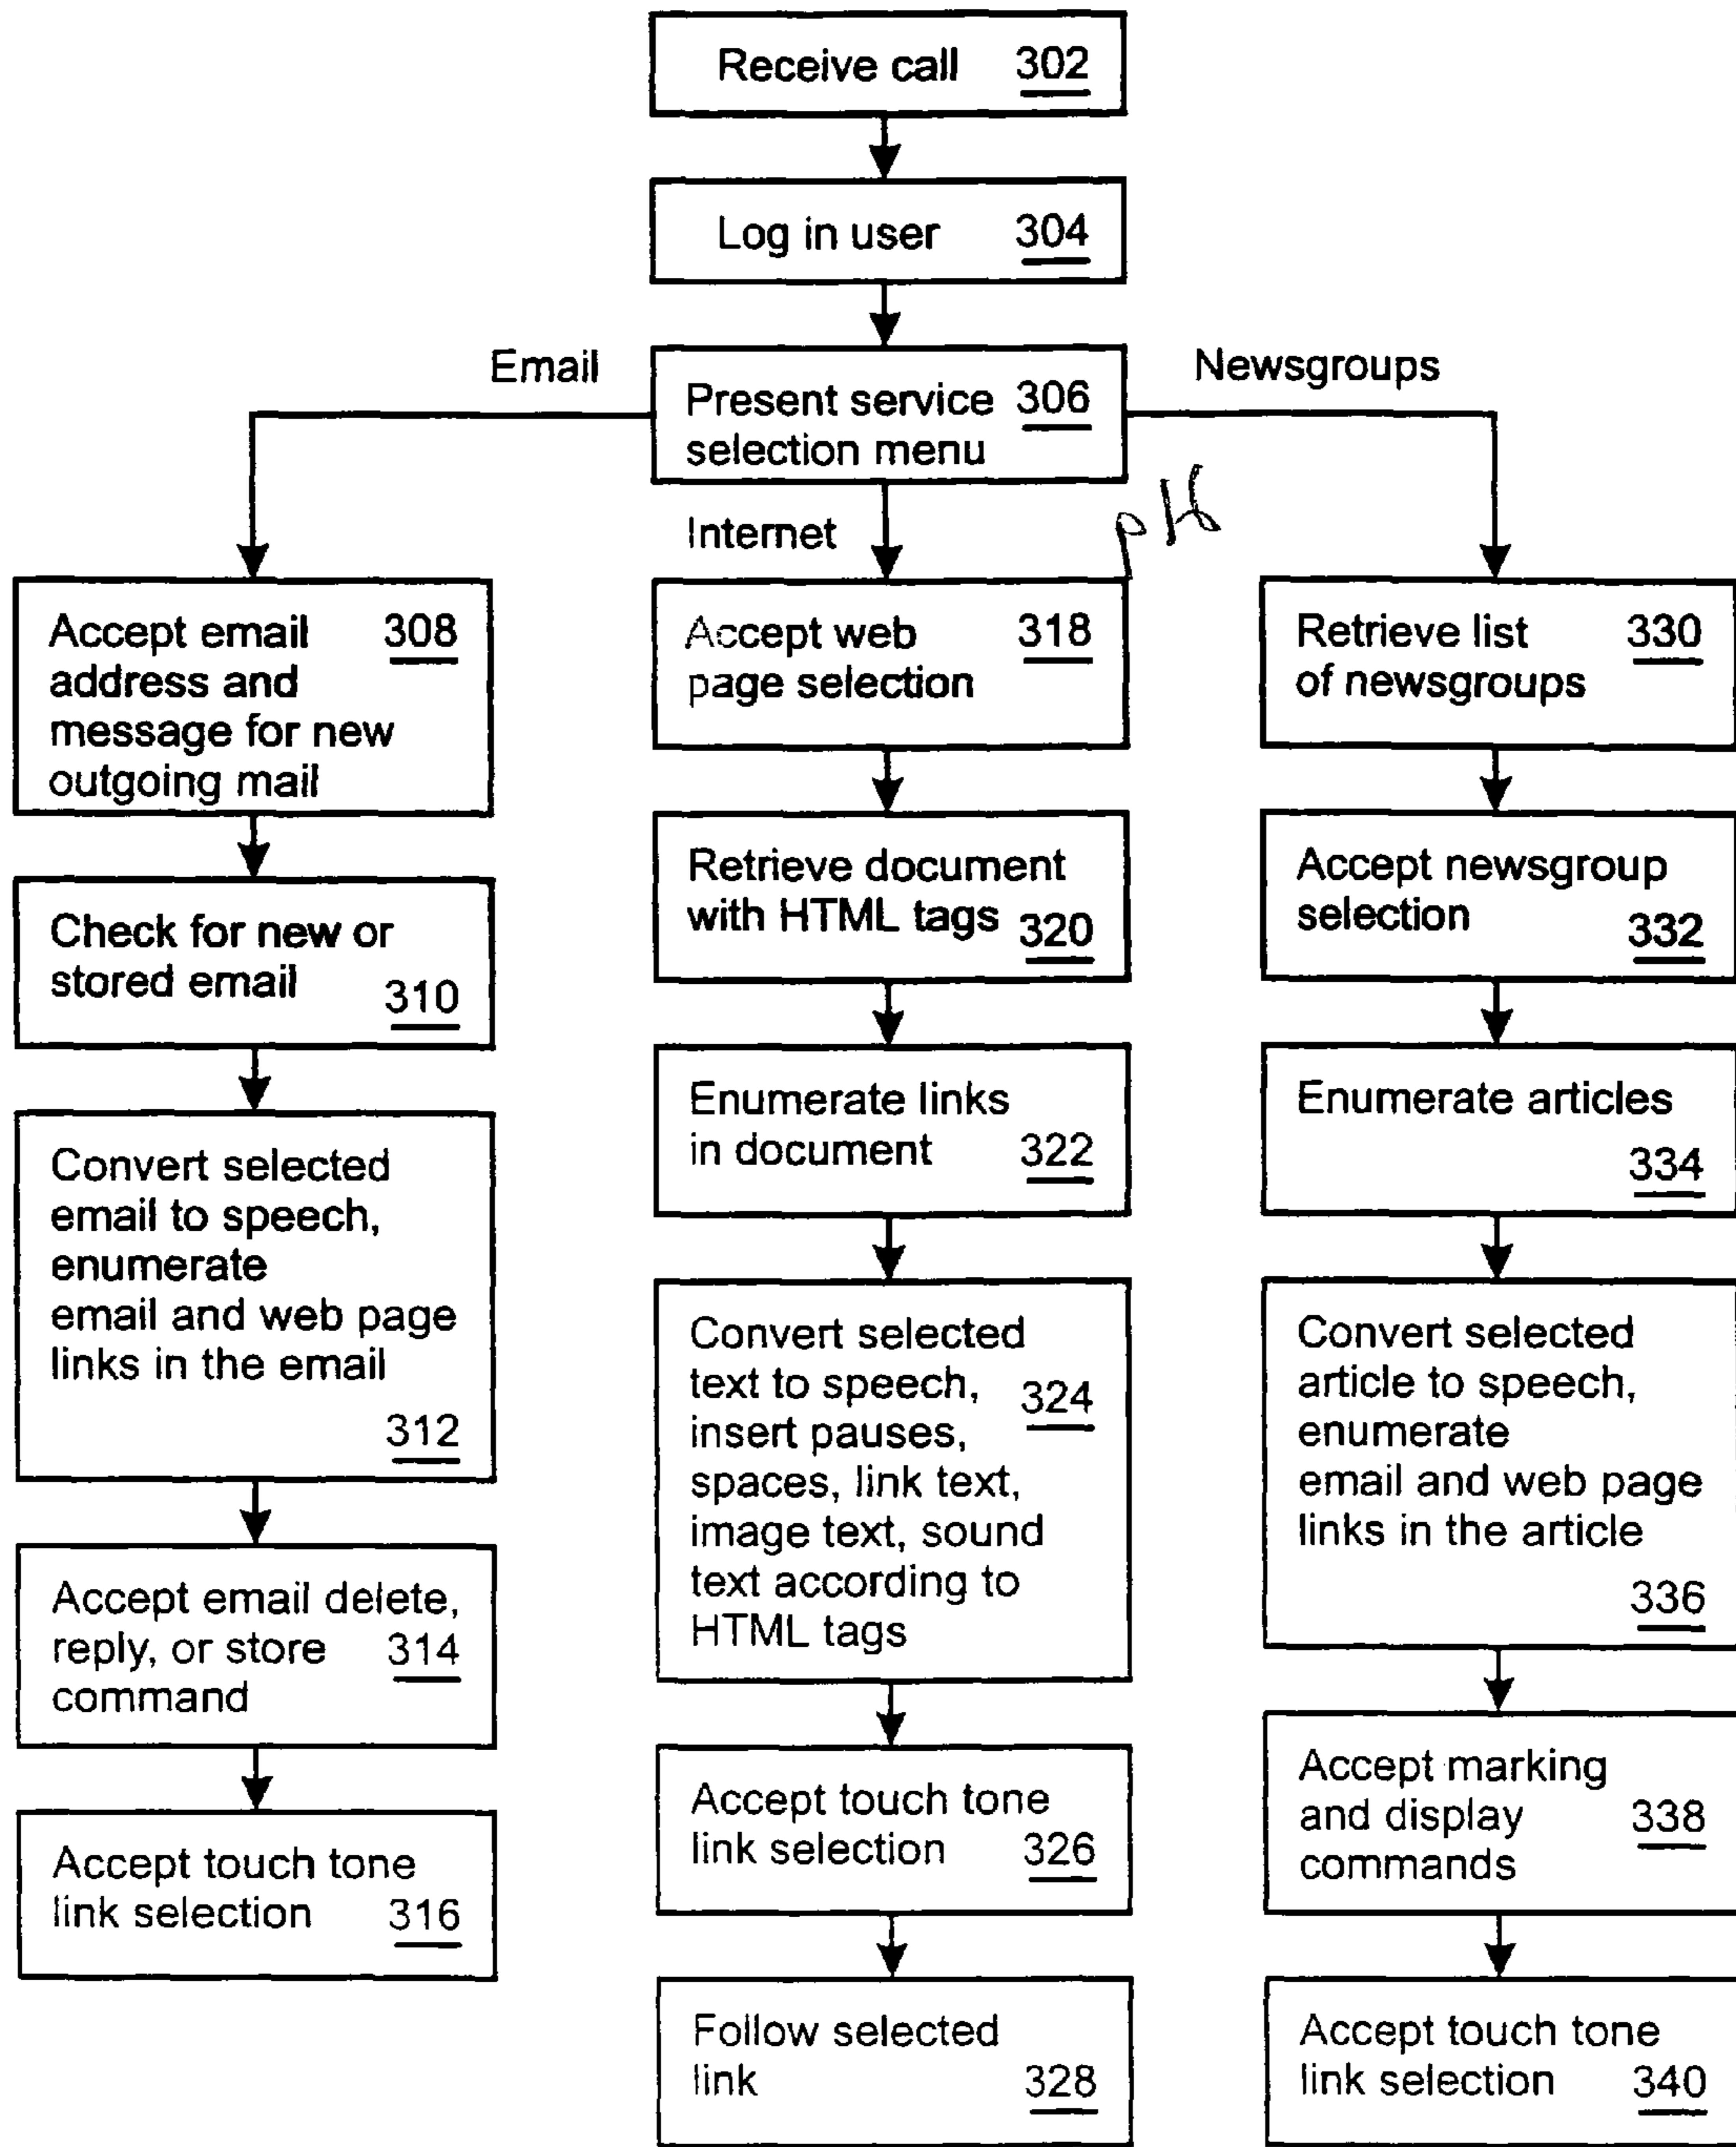 Receive call 302
Log in user 304
Email
Newsgroups
Present service 306
selection menu
Internet
Accept email 308
address and
message for new
outgoing mail
Check for new or
stored email 310
Convert selected
email to speech,
enumerate
email and web page
links in the email
312
Accept email delete,
reply, or store 314
command
Accept touch tone
link selection 316
Accept web 318
page selection
Retrieve document
with HTML tags 320
Enumerate links
in document 322
Convert selected
text to speech, 324
insert pauses,
spaces, link text,
image text, sound
text according to
HTML tags
Accept touch tone
link selection 326
Follow selected
link 328
Retrieve list 330
of newsgroups
Accept newsgroup
selection 332
Enumerate articles
334
Convert selected
article to speech,
enumerate
email and web page
links in the article
336
Accept marking
and display 338
commands
Accept touch tone
link selection 340